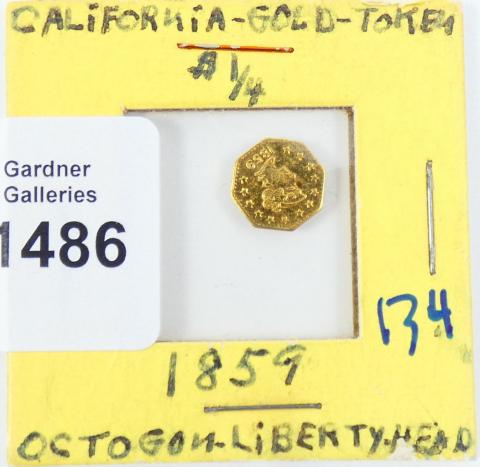 CALiFORNiA-GOLD-TOKEN
$ 1/4
Gardner
Galleries
1486
134
1859
OCTOGON-LiBERTY-HEAD